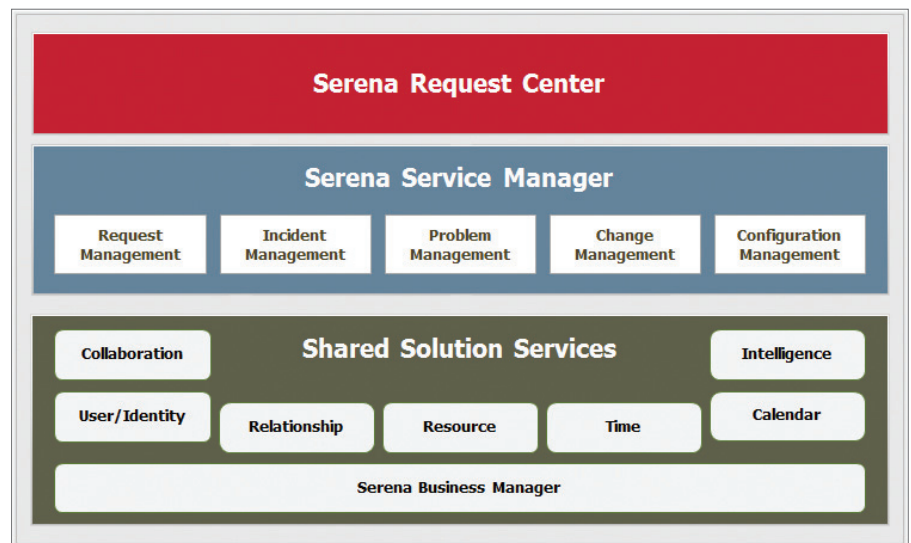 Serena Request Center
Serena Service Manager
Request
Management
Incident
Management
Problem
Management
Change
Management
Configuration
Management
Shared Solution Services
Collaboration
Intelligence
User/Identity
Relationship
Resource
Time
Calendar
Serena Business Manager